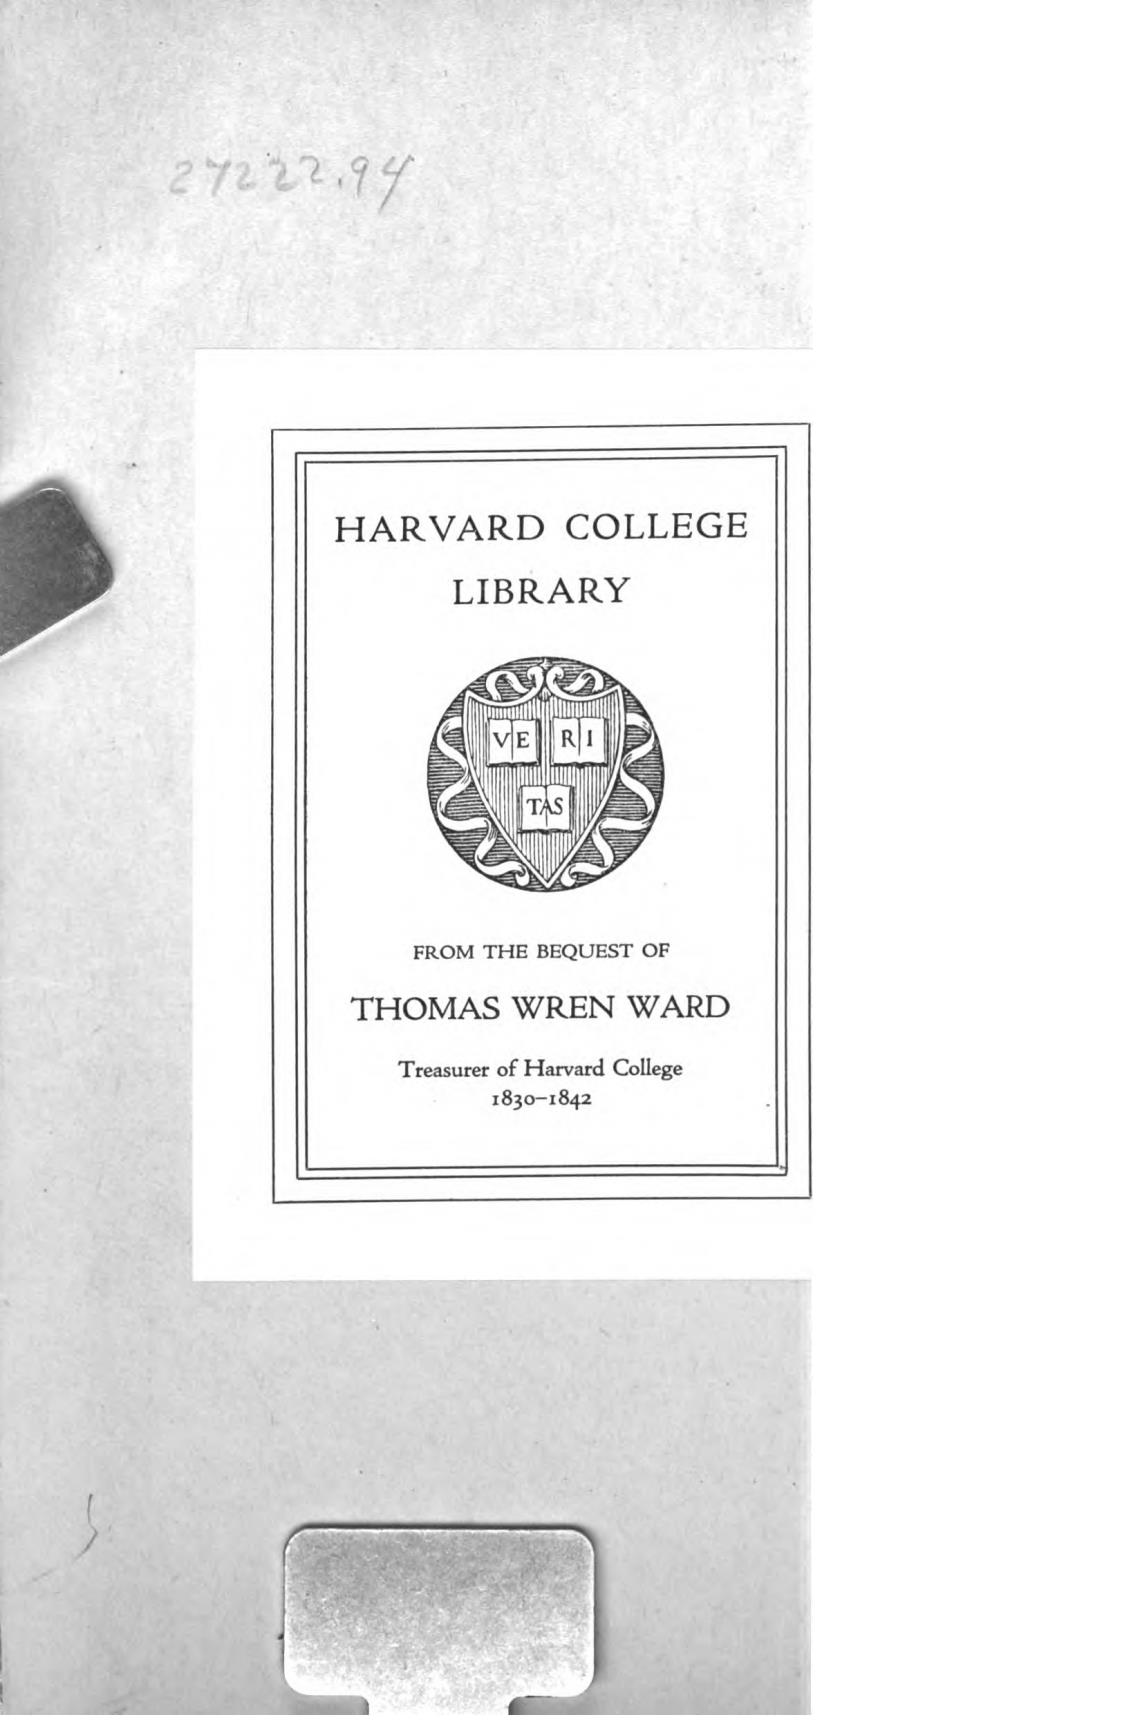 27222.94
HARVARD COLLEGE
LIBRARY
VE RI
TAS
FROM THE BEQUEST OF
THOMAS WREN WARD
Treasurer of Harvard College
1830–1842